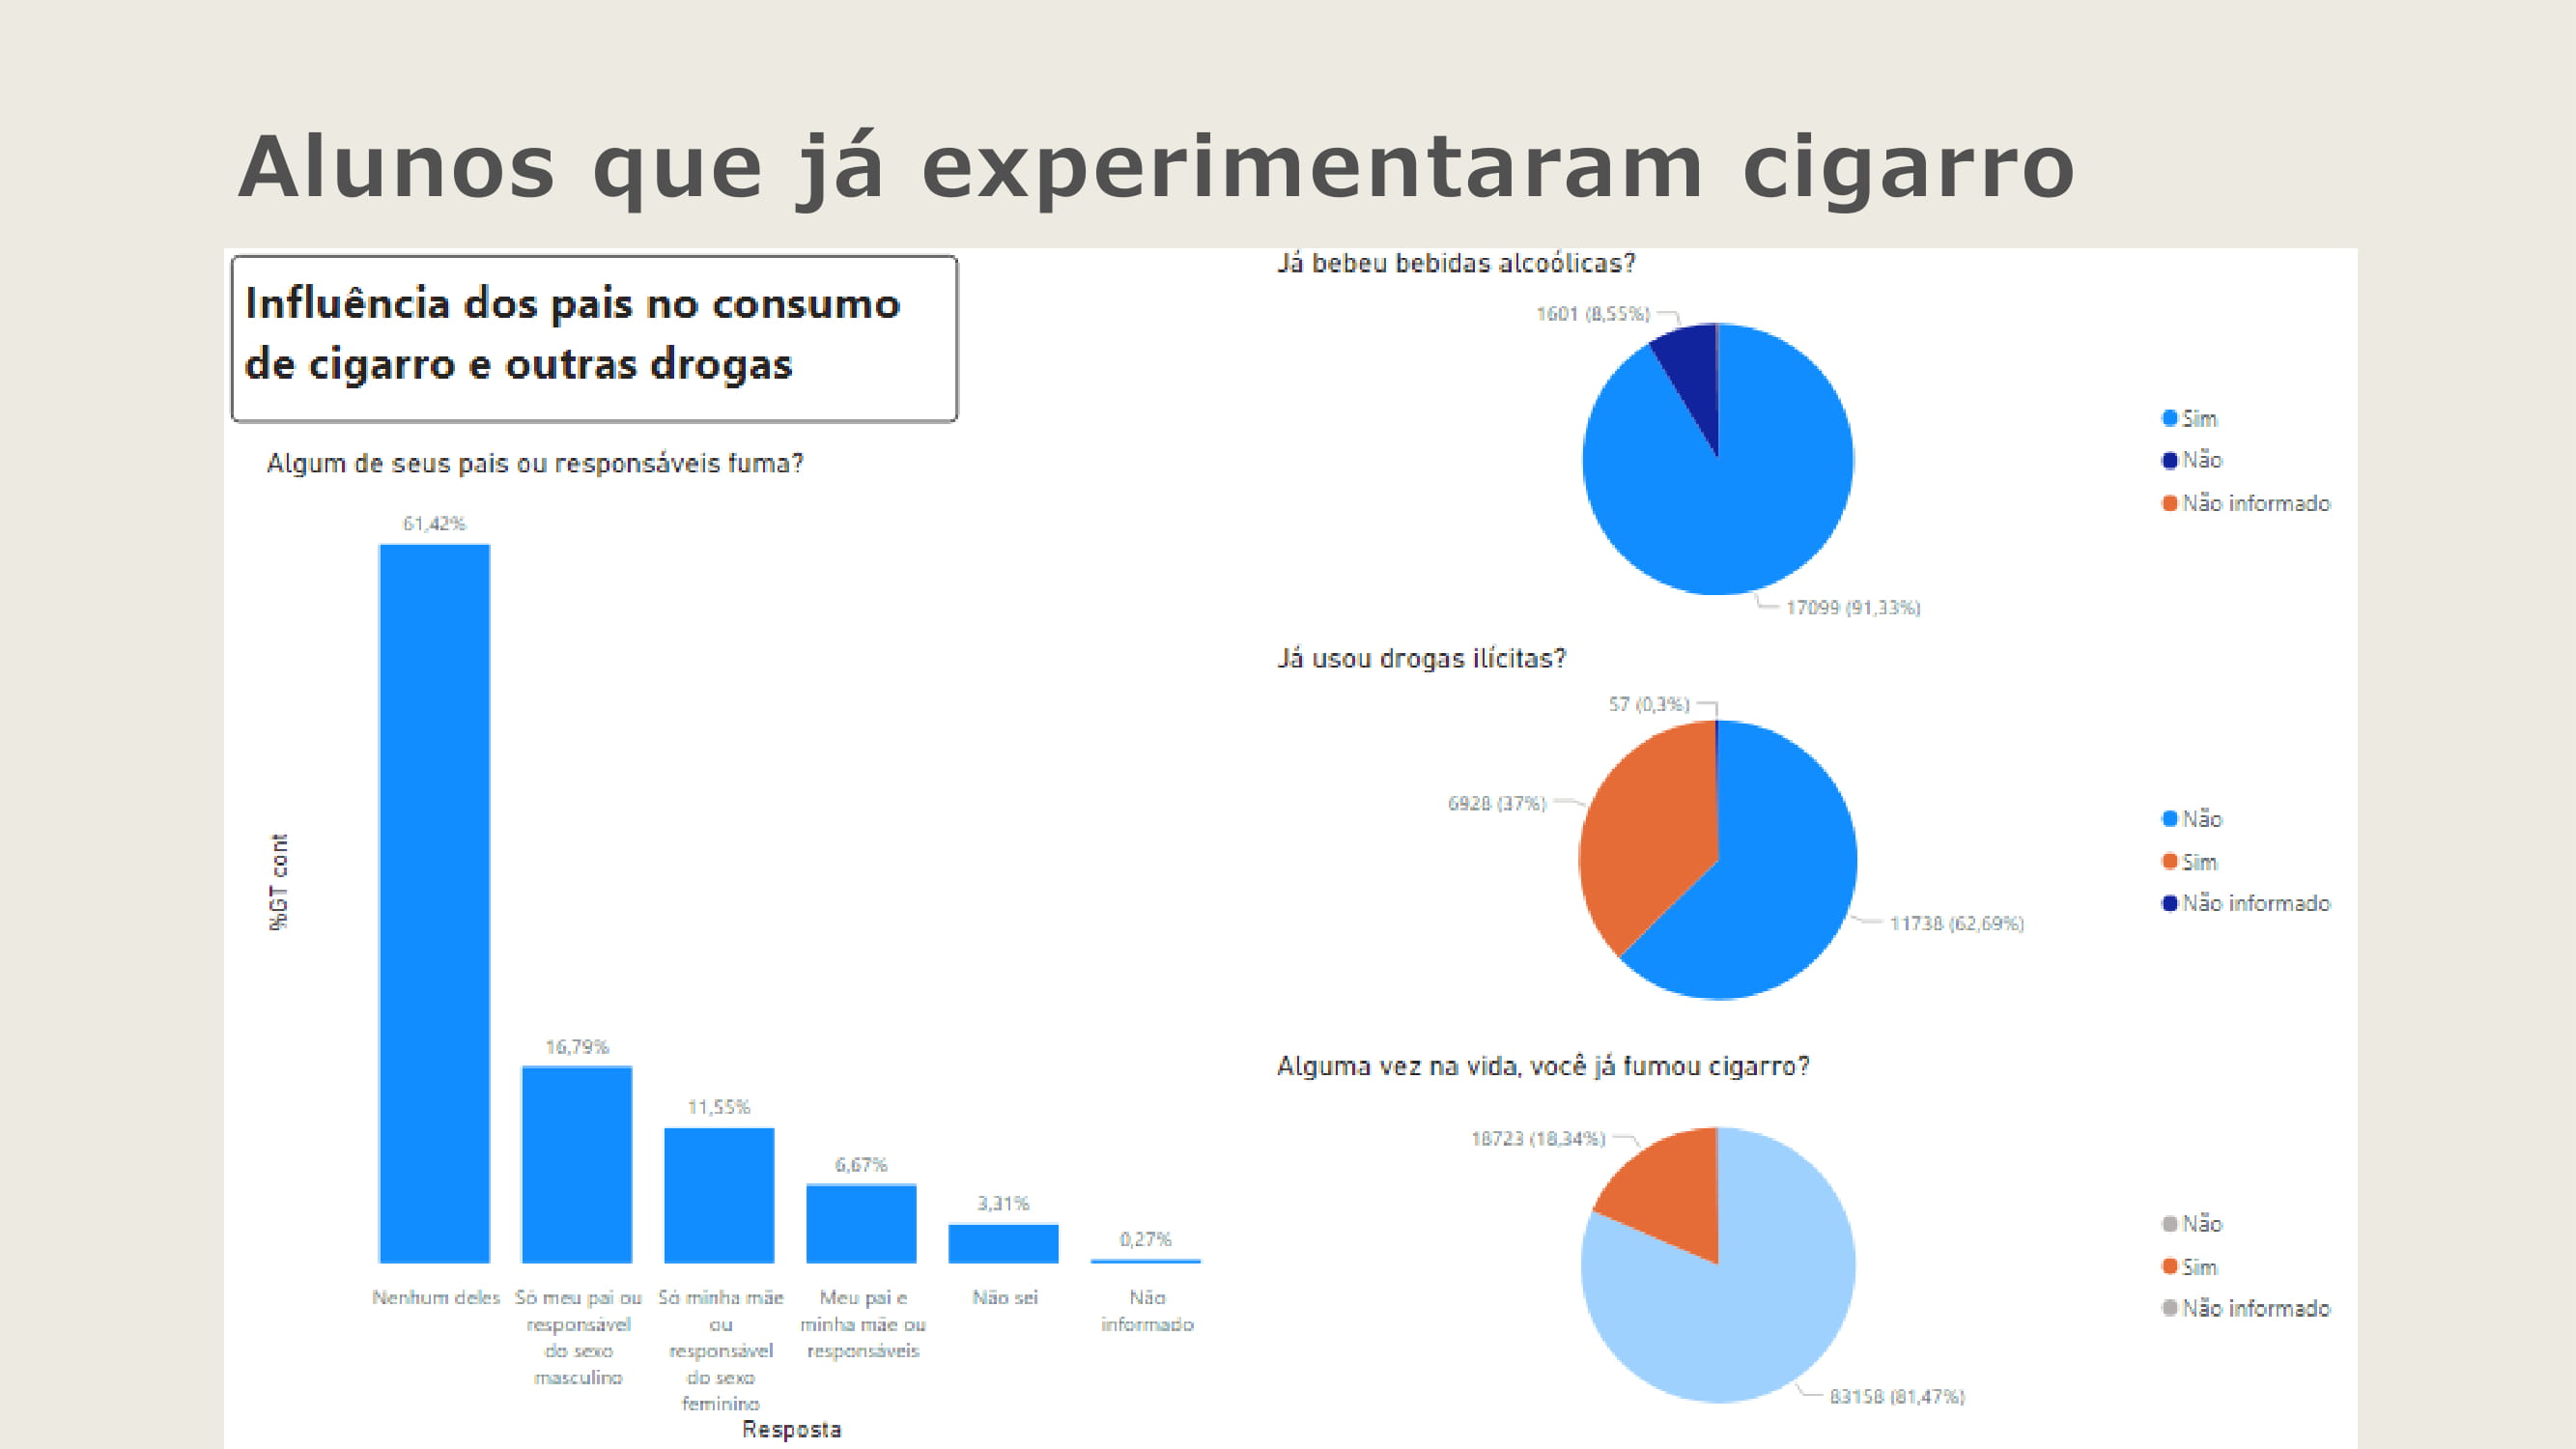 Alunos que já experimentaram cigarro
Influência dos pais no consumo
de cigarro e outras drogas
Algum de seus pais ou responsáveis fuma?
%GT cont
61,42%
16,79%
11,55%
6,67%
3,31%
0,27%
Nenhum deles
Só meu pai ou
responsável
do sexo
masculino
Só minha mãe
ou
responsável
do sexo
feminino
Meu pai e
minha mãe ou
responsáveis
Não sei
Não
informado
Resposta
Já bebeu bebidas alcoólicas?
1601 (8,55%)
17099 (91,33%)
Sim
Não
Não informado
Já usou drogas ilícitas?
57 (0,3%)
6928 (37%)
11738 (62,69%)
Não
Sim
Não informado
Alguma vez na vida, você já fumou cigarro?
18723 (18,34%)
83158 (81,47%)
Não
Sim
Não informado